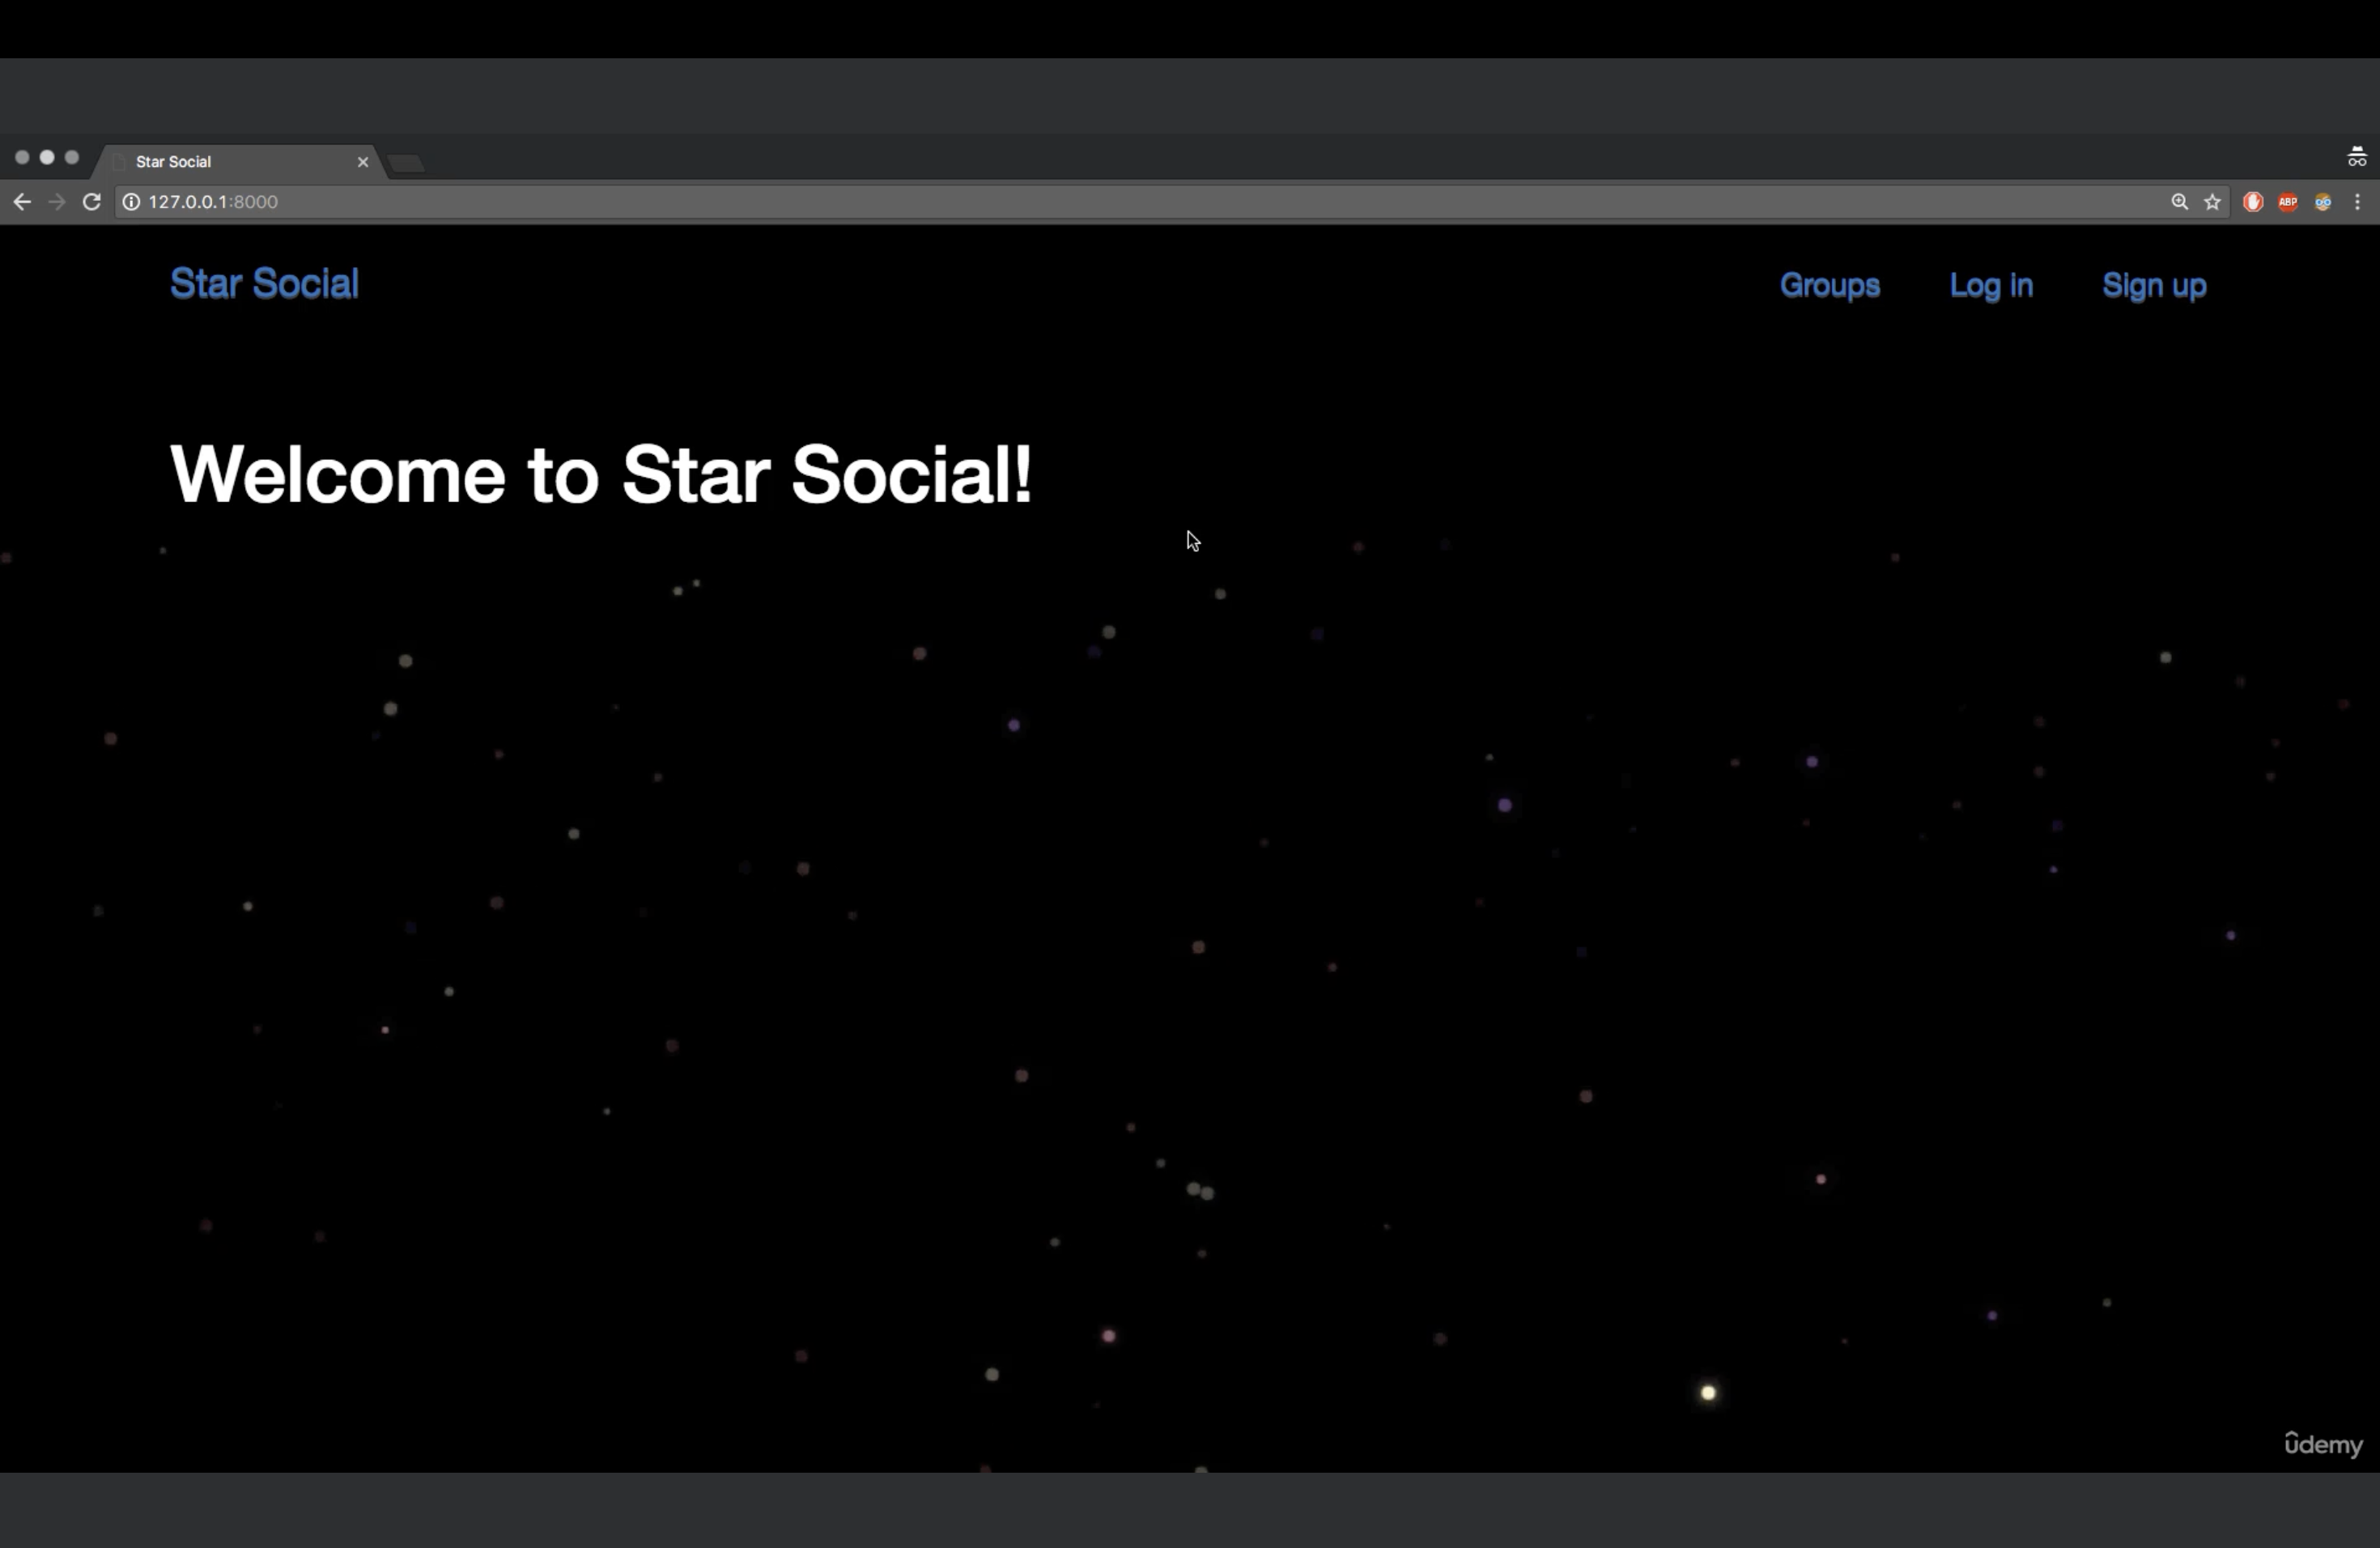 Star Social
127.0.0.1:8000
ABP
Star Social
Groups
Log in
Sign up
Welcome to Star Social!
ûdemy